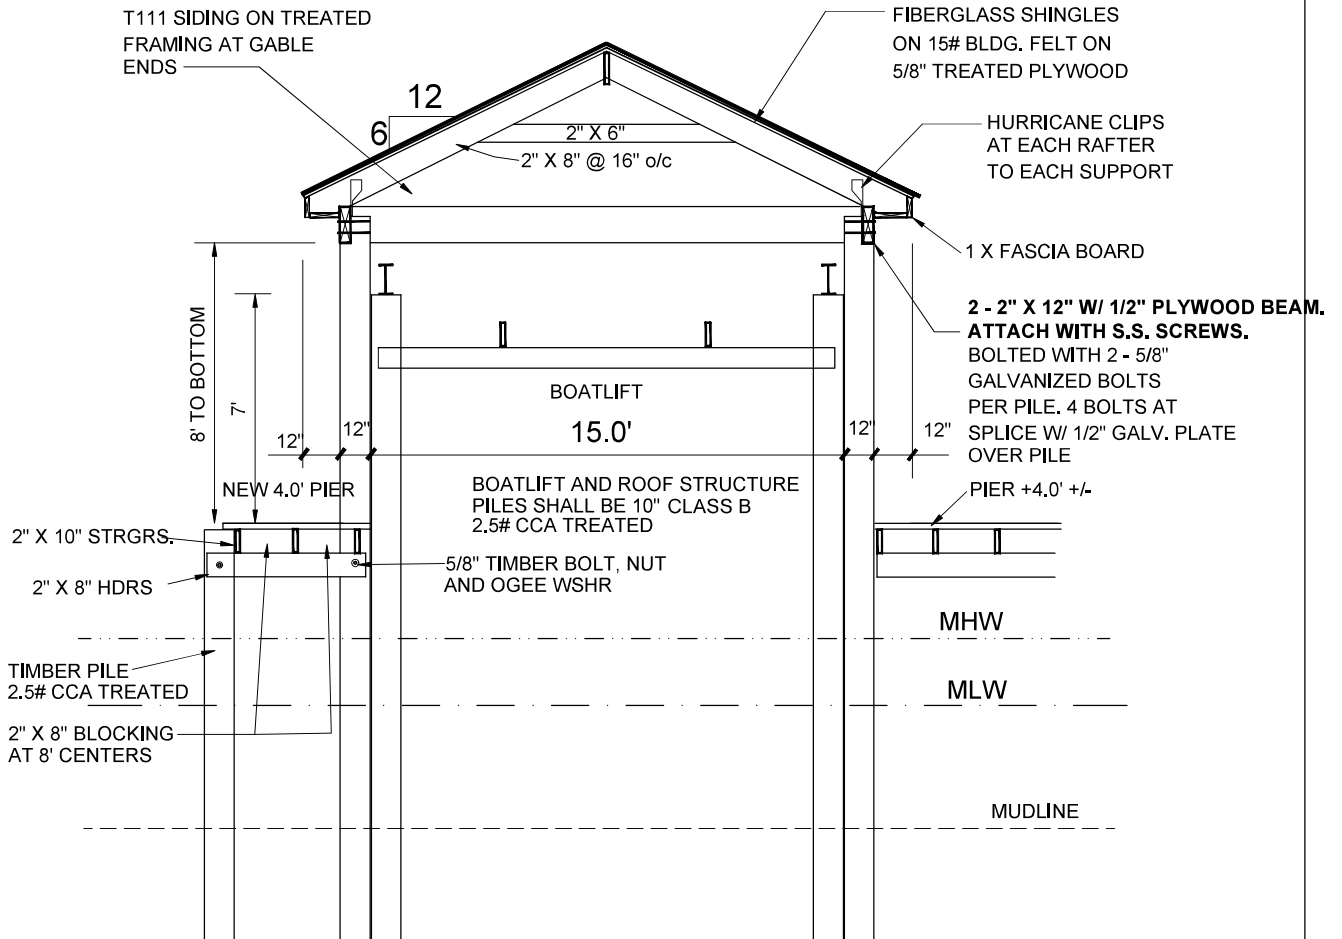 T111 SIDING ON TREATED
FRAMING AT GABLE
ENDS
FIBERGLASS SHINGLES
ON 15# BLDG. FELT ON
5/8" TREATED PLYWOOD
12
6
2" X 6"
2" X 8" @ 16" o/c
HURRICANE CLIPS
AT EACH RAFTER
TO EACH SUPPORT
1 X FASCIA BOARD
2 - 2" X 12" W/ 1/2" PLYWOOD BEAM.
ATTACH WITH S.S. SCREWS.
BOLTED WITH 2 - 5/8"
GALVANIZED BOLTS
PER PILE. 4 BOLTS AT
SPLICE W/ 1/2" GALV. PLATE
OVER PILE
8' TO BOTTOM
7'
BOATLIFT
15.0'
12"
12"
12"
12"
NEW 4.0' PIER
BOATLIFT AND ROOF STRUCTURE
PILES SHALL BE 10" CLASS B
2.5# CCA TREATED
PIER +4.0' +/-
2" X 10" STRGRS.
5/8" TIMBER BOLT, NUT
AND OGEE WSHR
2" X 8" HDRS
MHW
TIMBER PILE
2.5# CCA TREATED
MLW
2" X 8" BLOCKING
AT 8' CENTERS
MUDLINE